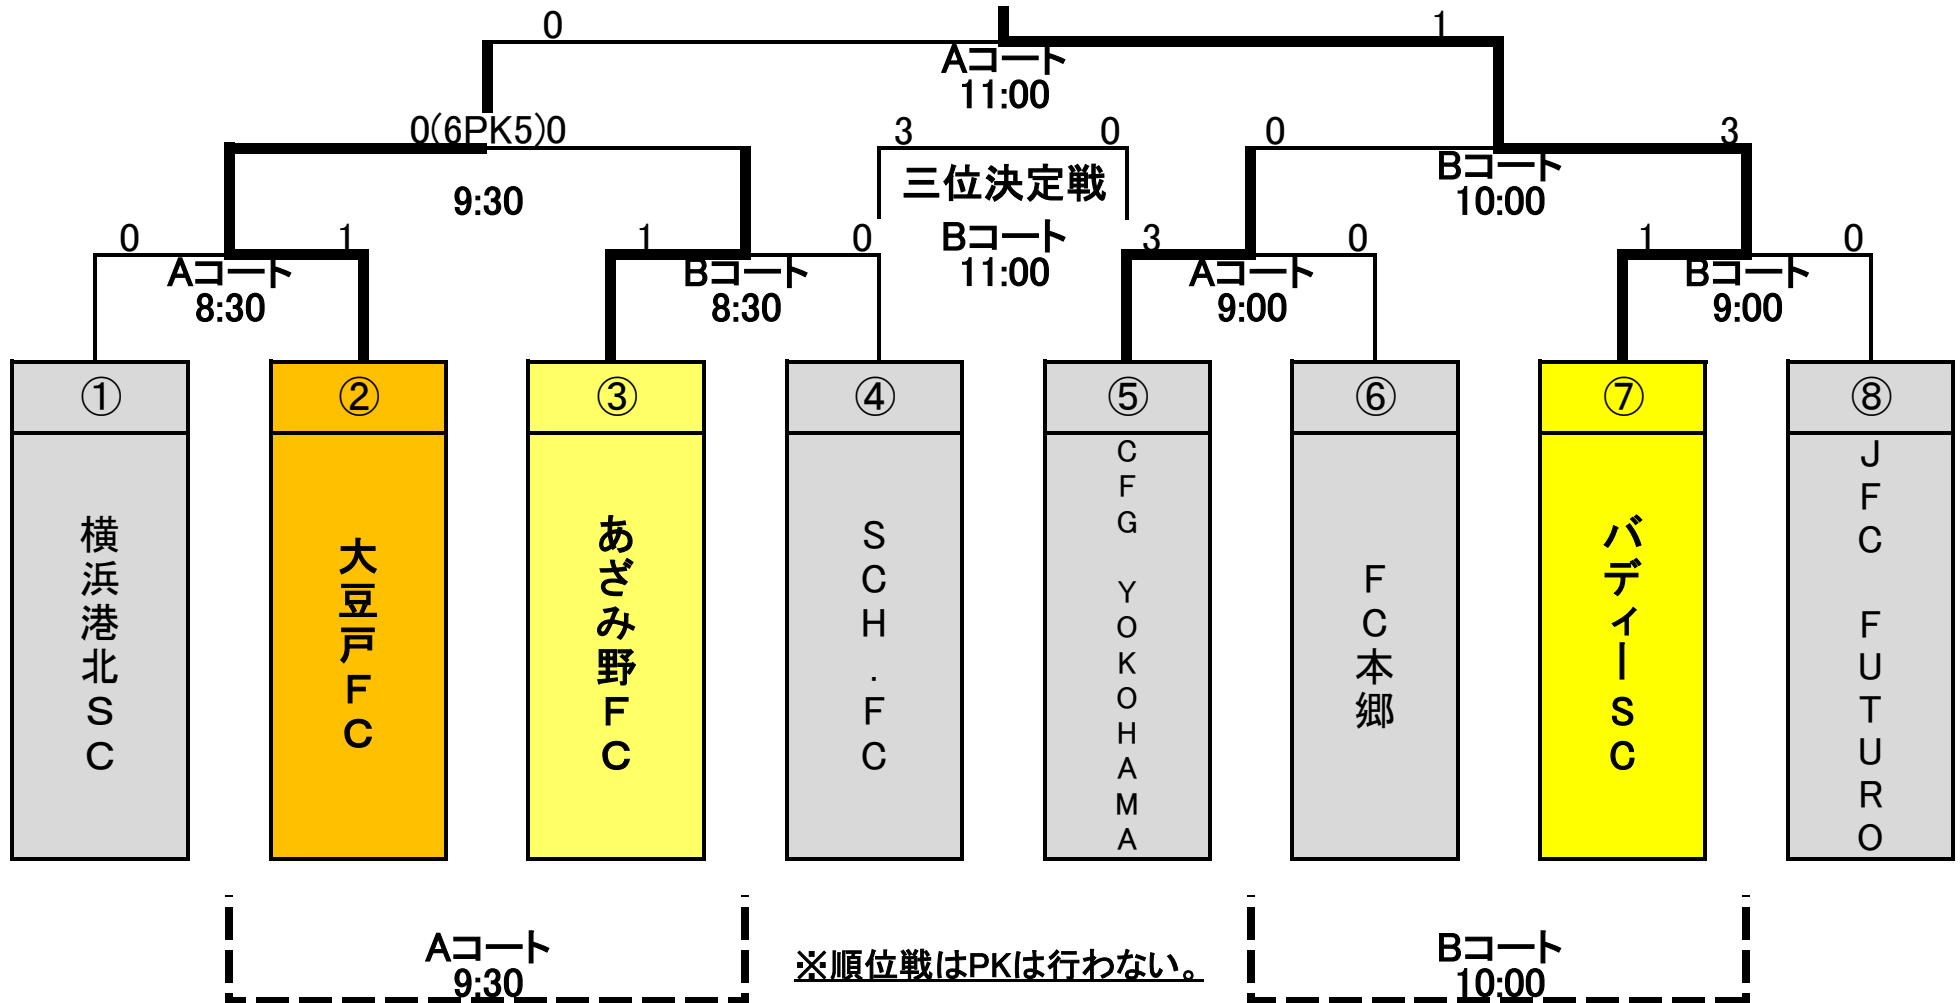 0 1
Aコート
11:00
0(6PK5)0 3 0 0 3
9:30
三位決定戦
Bコート
11:00
Bコート
10:00
0 1 1 0 3 0 1 0
Aコート
8:30
Bコート
8:30
Aコート
9:00
Bコート
9:00
① ② ③ ④ ⑤ ⑥ ⑦ ⑧
横浜港北SC
大豆戸FC
あざみ野FC
SCH.FC
CFG YOKOHAMA
FC本郷
バディーSC
JFC FUTURO
Aコート
9:30
※順位戦はPKは行わない。
Bコート
10:00